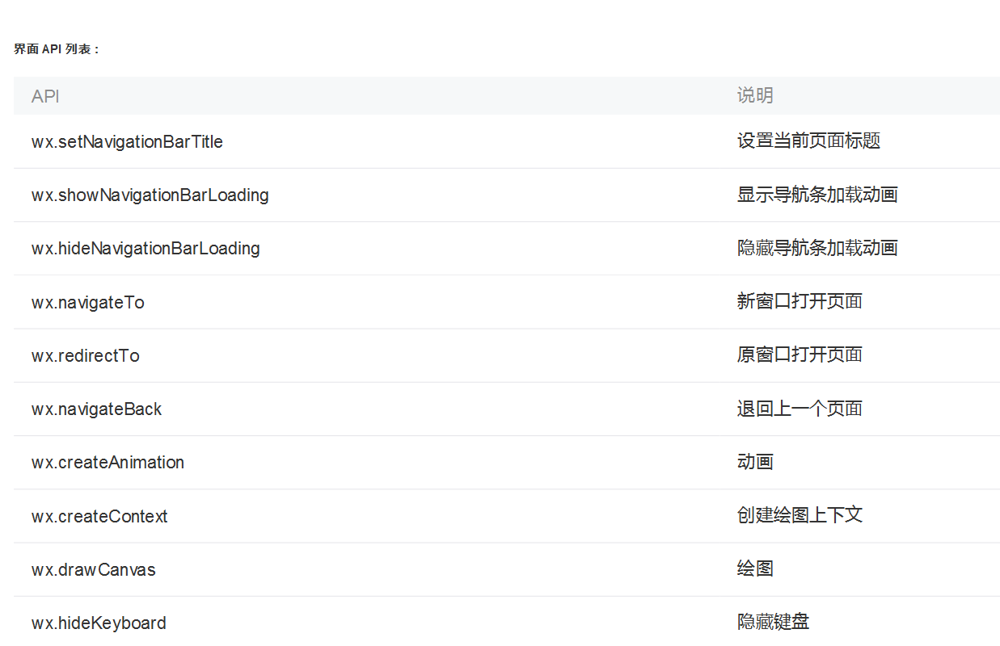 界面 API 列表：
API 说明
wx.setNavigationBarTitle 设置当前页面标题
wx.showNavigationBarLoading 显示导航条加载动画
wx.hideNavigationBarLoading 隐藏导航条加载动画
wx.navigateTo 新窗口打开页面
wx.redirectTo 原窗口打开页面
wx.navigateBack 退回上一个页面
wx.createAnimation 动画
wx.createContext 创建绘图上下文
wx.drawCanvas 绘图
wx.hideKeyboard 隐藏键盘